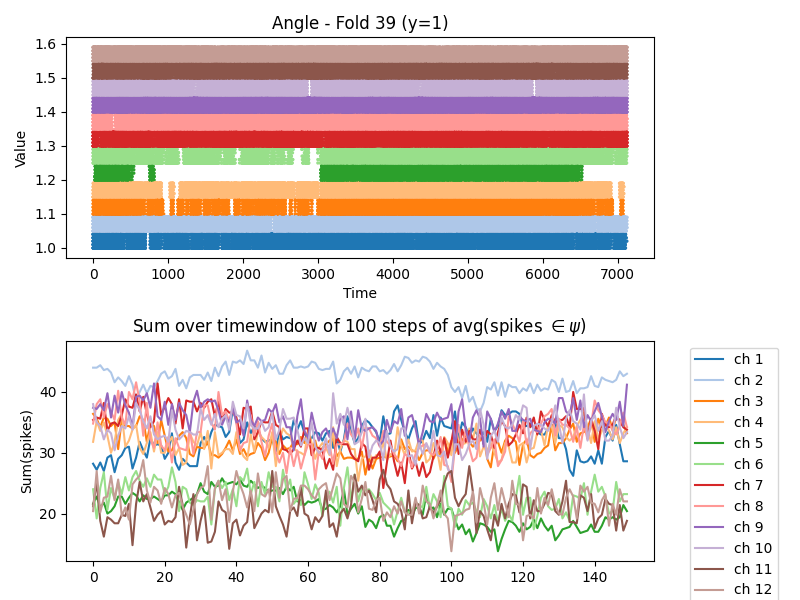 Angle - Fold 39 (y=1)
1.6
1.5
1.4
1.3
1.2
1.1
1.0
Value
0 1000 2000 3000 4000 5000 6000 7000
Time
Sum over timewindow of 100 steps of avg(spikes ∈ψ)
40
30
20
Sum(spikes)
0 20 40 60 80 100 120 140
ch 1
ch 2
ch 3
ch 4
ch 5
ch 6
ch 7
ch 8
ch 9
ch 10
ch 11
ch 12